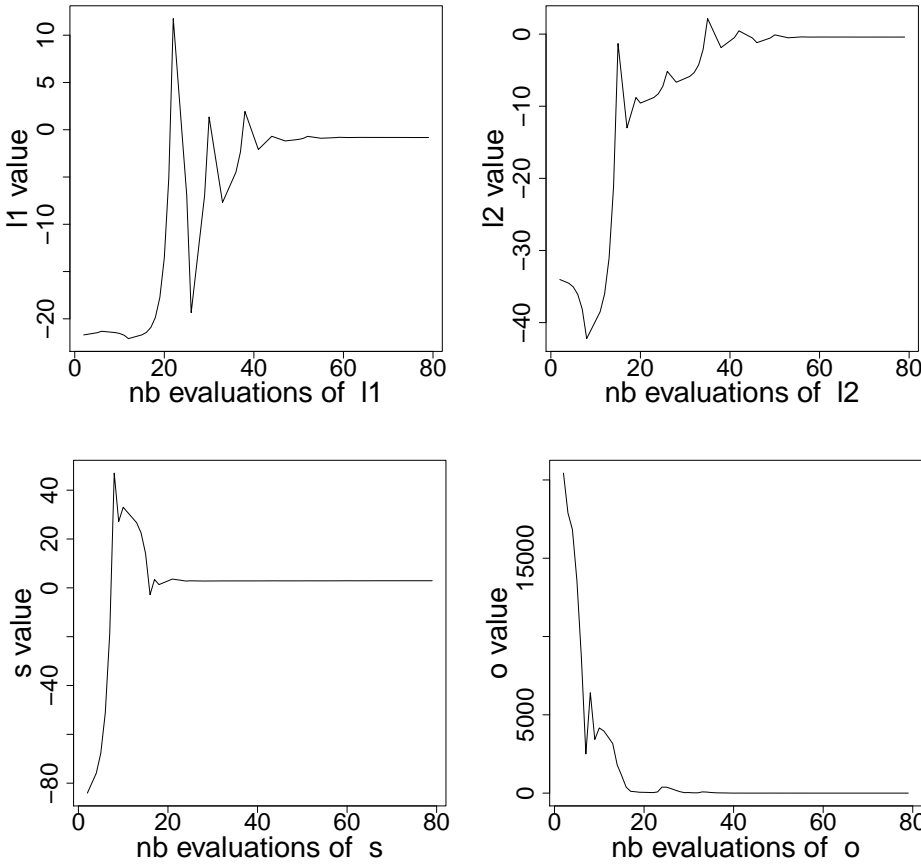 l1 value
10
5
0
−10
−20
0 20 40 60 80
nb evaluations of l1
l2 value
0
−10
−20
−30
−40
0 20 40 60 80
nb evaluations of l2
s value
40
20
0
−40
−80
0 20 40 60 80
nb evaluations of s
o value
15000
5000
0
0 20 40 60 80
nb evaluations of o